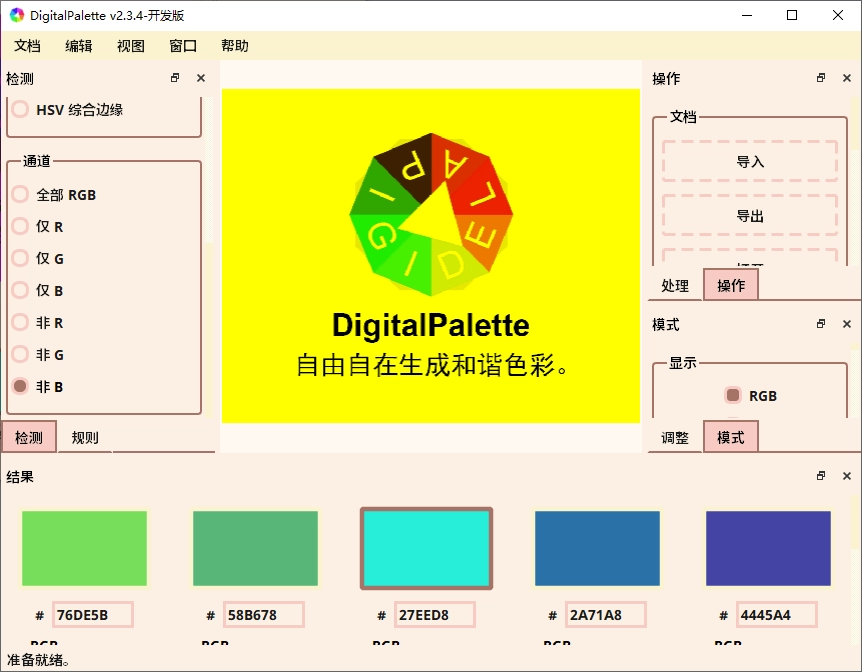 DigitalPalette v2.3.4-开发版
文档 编辑 视图 窗口 帮助
检测
HSV 综合边缘
通道
全部 RGB
仅 R
仅 G
仅 B
非 R
非 G
非 B
检测 规则
DIGITALP
DigitalPalette
自由自在生成和谐色彩。
操作
文档
导入
导出
处理 操作
模式
显示
RGB
调整 模式
结果
# 76DE5B # 58B678 # 27EED8 # 2A71A8 # 4445A4
RGB RGB RGB RGB RGB
准备就绪。